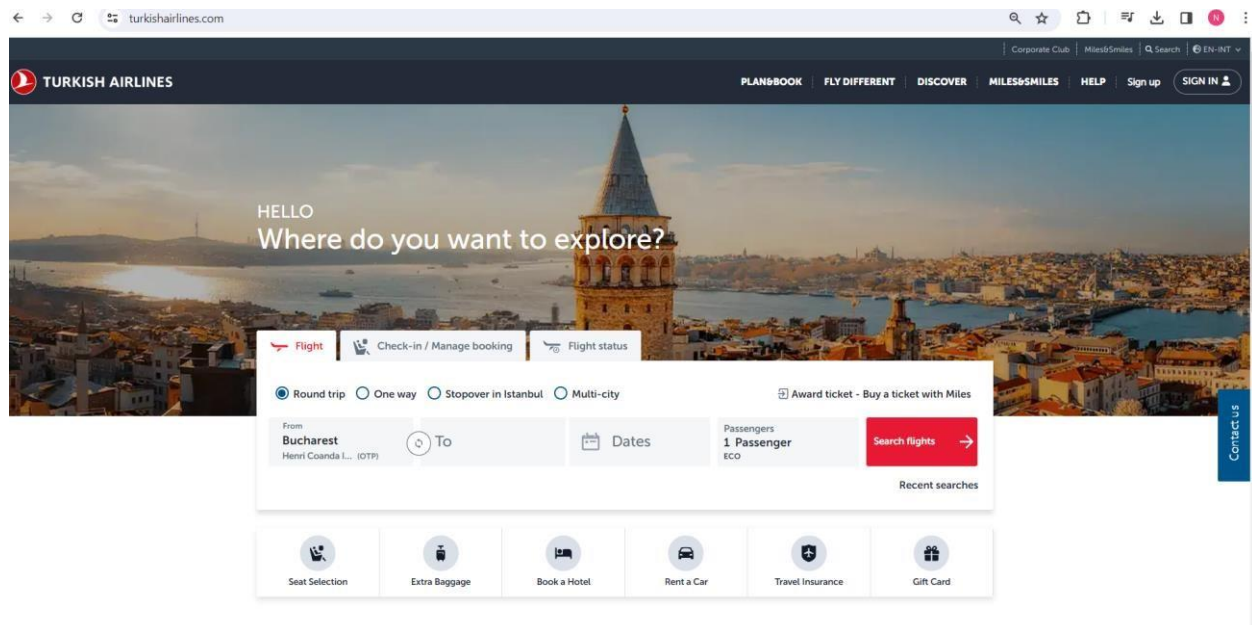 turkishairlines.com
N
Corporate Club Miles&Smiles Search EN-INT
TURKISH AIRLINES
PLAN&BOOK FLY DIFFERENT DISCOVER MILES&SMILES HELP Sign up SIGN IN
HELLO
Where do you want to explore?
Flight Check-in / Manage booking Flight status
Round trip One way Stopover in Istanbul Multi-city Award ticket - Buy a ticket with Miles
From
Bucharest
Henri Coanda I... (OTP)
To
Dates
Passengers
1 Passenger
ECO
Search flights
Recent searches
Contact us
Seat Selection Extra Baggage Book a Hotel Rent a Car Travel Insurance Gift Card